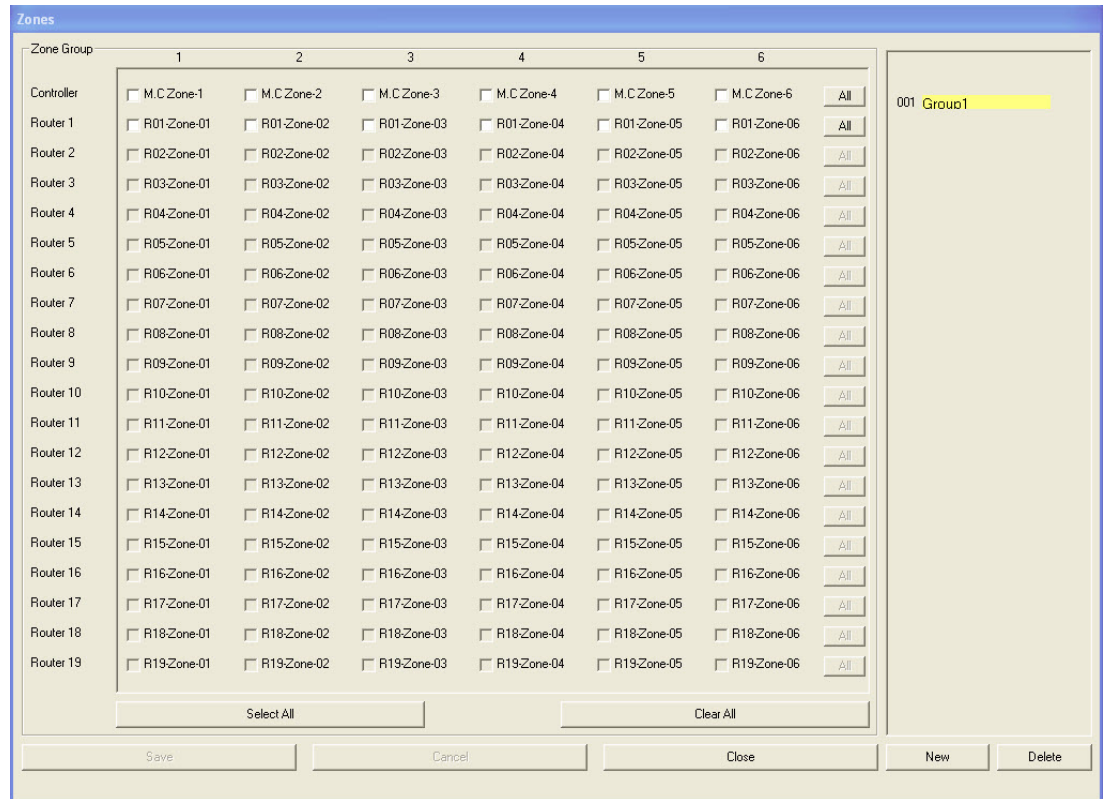 Zones
Zone Group
1 2 3 4 5 6
Controller M.C Zone-1 M.C Zone-2 M.C Zone-3 M.C Zone-4 M.C Zone-5 M.C Zone-6 All
001 Group1
Router 1 R01-Zone-01 R01-Zone-02 R01-Zone-03 R01-Zone-04 R01-Zone-05 R01-Zone-06 All
Router 2 R02-Zone-01 R02-Zone-02 R02-Zone-03 R02-Zone-04 R02-Zone-05 R02-Zone-06 All
Router 3 R03-Zone-01 R03-Zone-02 R03-Zone-03 R03-Zone-04 R03-Zone-05 R03-Zone-06 All
Router 4 R04-Zone-01 R04-Zone-02 R04-Zone-03 R04-Zone-04 R04-Zone-05 R04-Zone-06 All
Router 5 R05-Zone-01 R05-Zone-02 R05-Zone-03 R05-Zone-04 R05-Zone-05 R05-Zone-06 All
Router 6 R06-Zone-01 R06-Zone-02 R06-Zone-03 R06-Zone-04 R06-Zone-05 R06-Zone-06 All
Router 7 R07-Zone-01 R07-Zone-02 R07-Zone-03 R07-Zone-04 R07-Zone-05 R07-Zone-06 All
Router 8 R08-Zone-01 R08-Zone-02 R08-Zone-03 R08-Zone-04 R08-Zone-05 R08-Zone-06 All
Router 9 R09-Zone-01 R09-Zone-02 R09-Zone-03 R09-Zone-04 R09-Zone-05 R09-Zone-06 All
Router 10 R10-Zone-01 R10-Zone-02 R10-Zone-03 R10-Zone-04 R10-Zone-05 R10-Zone-06 All
Router 11 R11-Zone-01 R11-Zone-02 R11-Zone-03 R11-Zone-04 R11-Zone-05 R11-Zone-06 All
Router 12 R12-Zone-01 R12-Zone-02 R12-Zone-03 R12-Zone-04 R12-Zone-05 R12-Zone-06 All
Router 13 R13-Zone-01 R13-Zone-02 R13-Zone-03 R13-Zone-04 R13-Zone-05 R13-Zone-06 All
Router 14 R14-Zone-01 R14-Zone-02 R14-Zone-03 R14-Zone-04 R14-Zone-05 R14-Zone-06 All
Router 15 R15-Zone-01 R15-Zone-02 R15-Zone-03 R15-Zone-04 R15-Zone-05 R15-Zone-06 All
Router 16 R16-Zone-01 R16-Zone-02 R16-Zone-03 R16-Zone-04 R16-Zone-05 R16-Zone-06 All
Router 17 R17-Zone-01 R17-Zone-02 R17-Zone-03 R17-Zone-04 R17-Zone-05 R17-Zone-06 All
Router 18 R18-Zone-01 R18-Zone-02 R18-Zone-03 R18-Zone-04 R18-Zone-05 R18-Zone-06 All
Router 19 R19-Zone-01 R19-Zone-02 R19-Zone-03 R19-Zone-04 R19-Zone-05 R19-Zone-06 All
Select All Clear All
Save Cancel Close New Delete